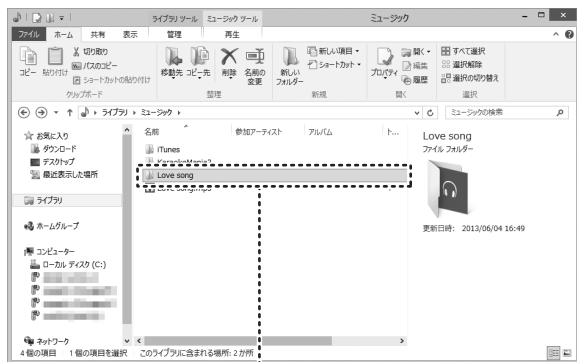 ライブラリ ツール ミュージック ツール ミュージック
ファイル ホーム 共有 表示 管理 再生
コピー 貼り付け 切り取り
パスのコピー
ショートカットの貼り付け
クリップボード
移動先 コピー先 削除 名前の変更
整理
新しいフォルダー 新しい項目
ショートカット
新規
プロパティ 開く
編集
履歴
開く
すべて選択
選択解除
選択の切り替え
選択
ライブラリ ミュージック
ミュージックの検索
お気に入り
ダウンロード
デスクトップ
最近表示した場所
ライブラリ
ホームグループ
コンピューター
ローカル ディスク (C:)
ネットワーク
名前 参加アーティスト アルバム ト...
iTunes
KaraokeMania2
Love song
Love song.mp3
Love song
ファイル フォルダー
更新日時: 2013/06/04 16:49
4 個の項目 1 個の項目を選択 このライブラリに含まれる場所: 2 か所